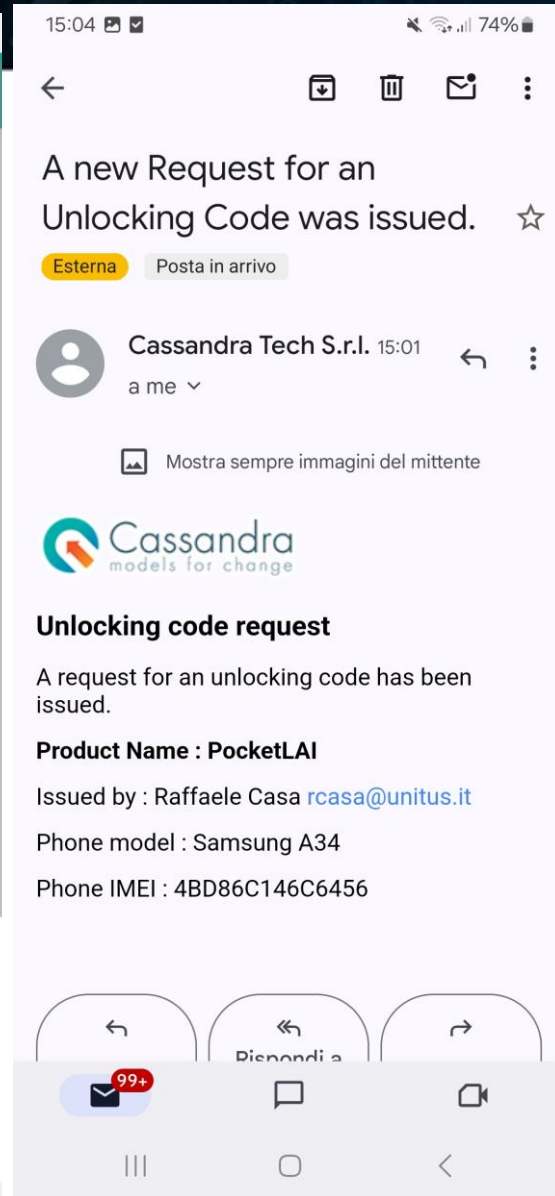 15:04
74%
A new Request for an
Unlocking Code was issued.
Esterna Posta in arrivo
Cassandra Tech S.r.l. 15:01
a me
Mostra sempre immagini del mittente
Cassandra
models for change
Unlocking code request
A request for an unlocking code has been
issued.
Product Name : PocketLAI
Issued by : Raffaele Casa rcasa@unitus.it
Phone model : Samsung A34
Phone IMEI : 4BD86C146C6456
Rispondi a
99+